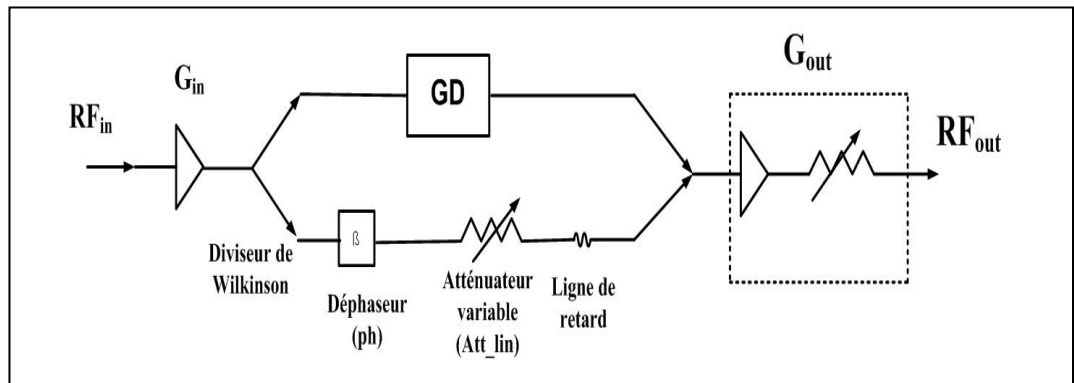 G_in
RF_in
GD
G_out
RF_out
ß
Diviseur de
Wilkinson
Déphaseur
(ph)
Atténuateur
variable
(Att_lin)
Ligne de
retard